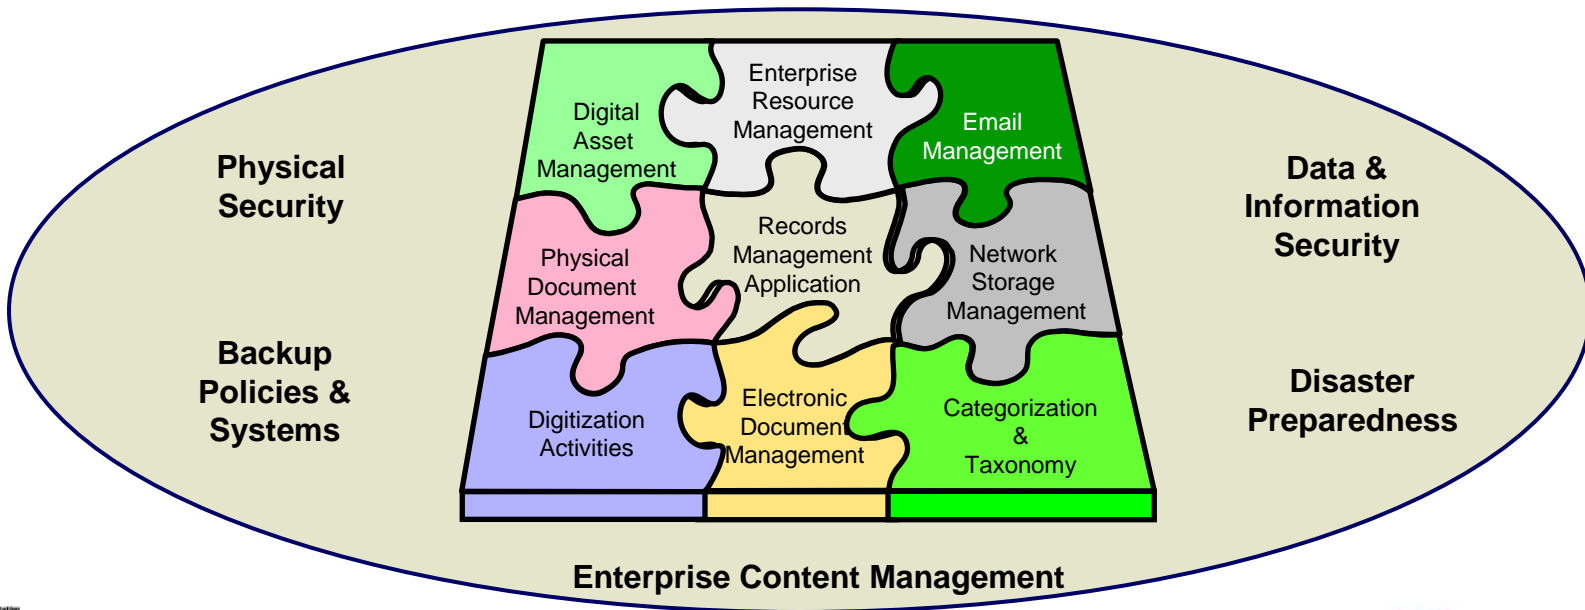 Enterprise
Resource
Management
Digital
Asset
Management
Email
Management
Physical
Security
Data &
Information
Security
Records
Management
Application
Physical
Document
Management
Network
Storage
Management
Backup
Policies &
Systems
Disaster
Preparedness
Digitization
Activities
Electronic
Document
Management
Categorization
&
Taxonomy
Enterprise Content Management